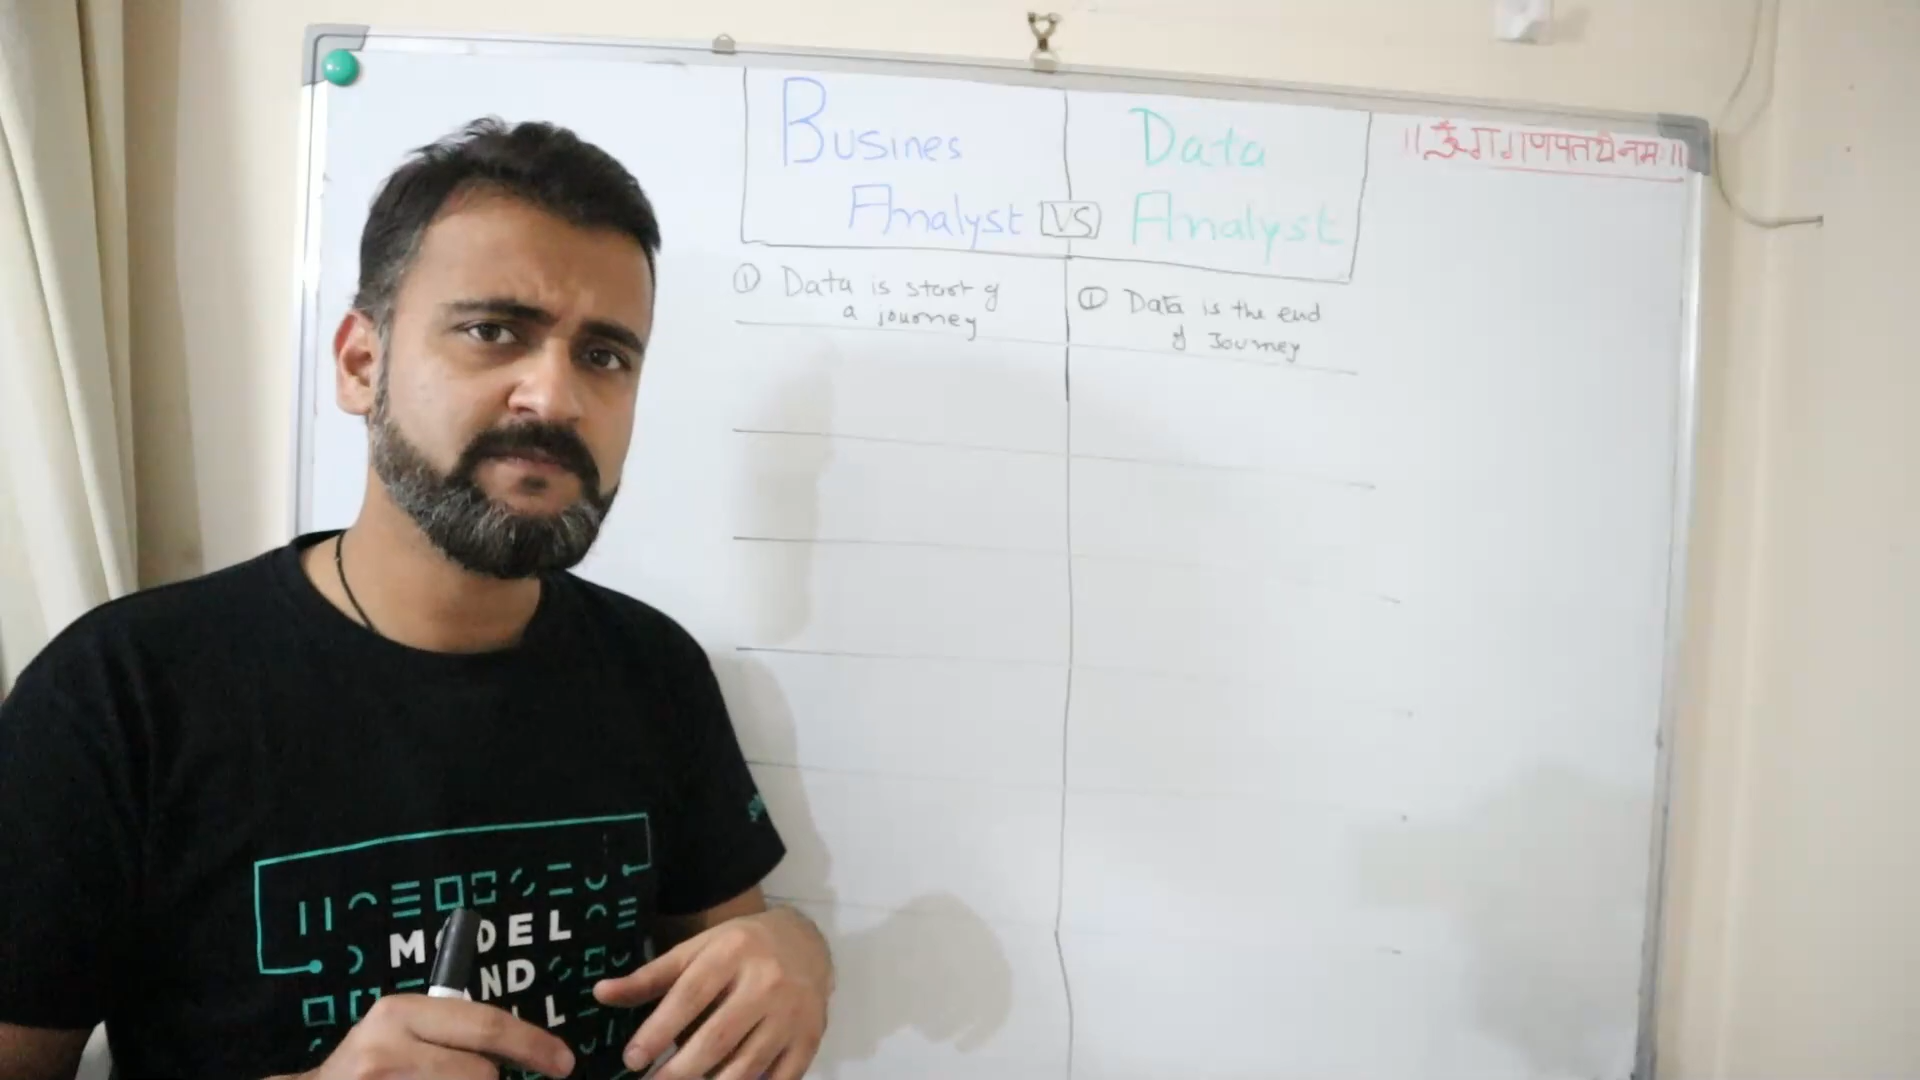 Busines
Analyst
VS
Data
Analyst
॥ ॐ गं गणपतये नमः ॥
① Data is start of
a journey
① Data is the end
of Journey
AND